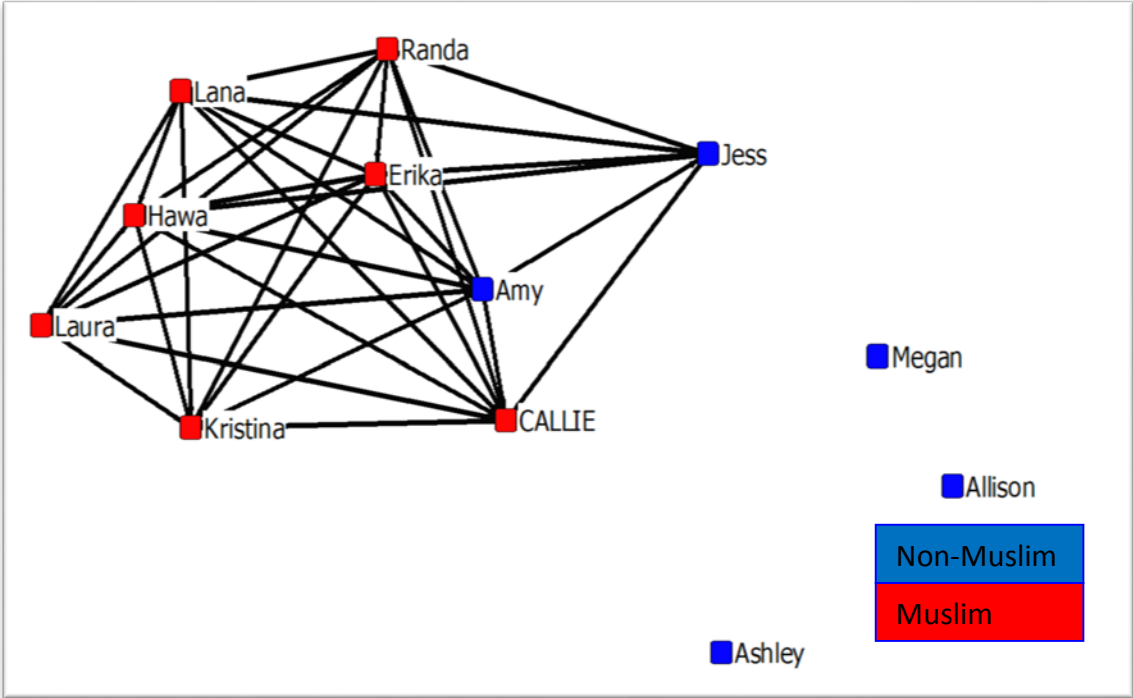 Randa
Lana
Jess
Erika
Hawa
Amy
Laura
Megan
Kristina
CALLIE
Allison
Non-Muslim
Muslim
Ashley